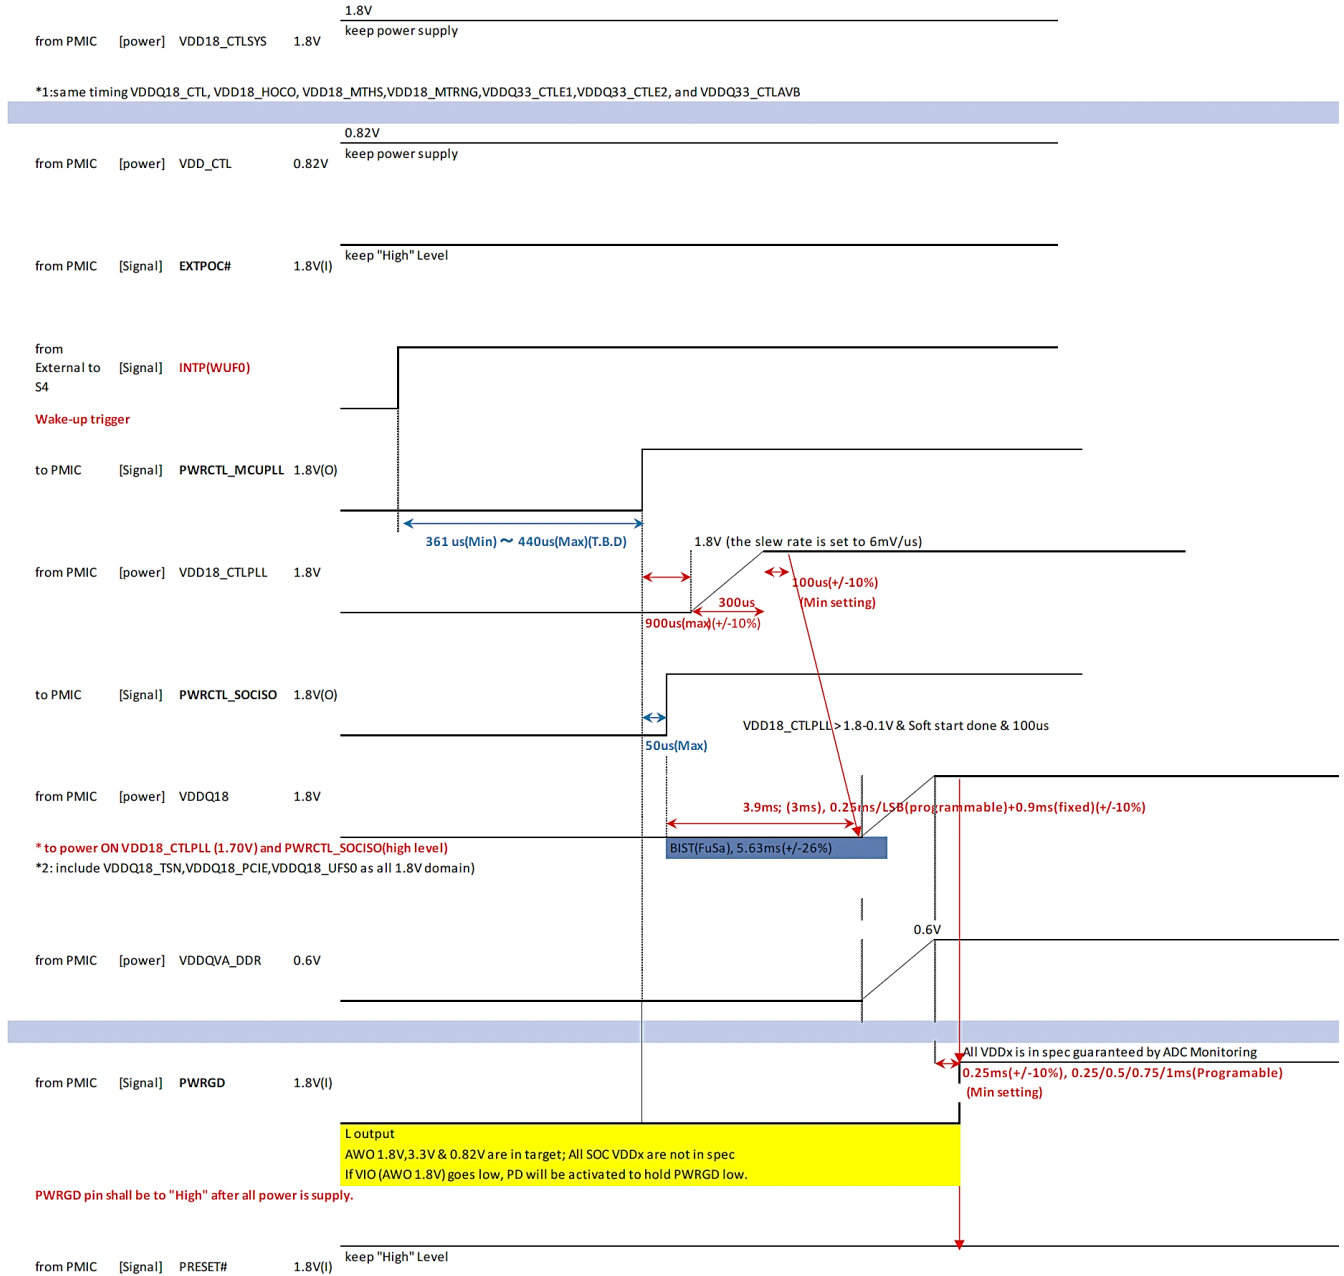 1.8V
keep power supply
from PMIC [power] VDD18_CTLSYS 1.8V
*1:same timing VDDQ18_CTL, VDD18_HOCO, VDD18_MTHS,VDD18_MTRNG,VDDQ33_CTLE1,VDDQ33_CTLE2, and VDDQ33_CTLAVB
0.82V
keep power supply
from PMIC [power] VDD_CTL 0.82V
keep "High" Level
from PMIC [Signal] EXTPOC# 1.8V(I)
from
External to [Signal] INTP(WUF0)
S4
Wake-up trigger
to PMIC [Signal] PWRCTL_MCUPLL 1.8V(O)
361 us(Min) ～ 440us(Max)(T.B.D)
1.8V (the slew rate is set to 6mV/us)
from PMIC [power] VDD18_CTLPLL 1.8V
100us(+/-10%)
300us
(Min setting)
900us(max)(+/-10%)
to PMIC [Signal] PWRCTL_SOCISO 1.8V(O)
VDD18_CTLPLL >1.8-0.1V & Soft start done & 100us
50us(Max)
from PMIC [power] VDDQ18 1.8V
3.9ms; (3ms), 0.25ms/LSB(programmable)+0.9ms(fixed)(+/-10%)
* to power ON VDD18_CTLPLL (1.70V) and PWRCTL_SOCISO(high level)
BIST(FuSa), 5.63ms(+/-26%)
*2: include VDDQ18_TSN,VDDQ18_PCIE,VDDQ18_UFS0 as all 1.8V domain)
0.6V
from PMIC [power] VDDQVA_DDR 0.6V
All VDDx is in spec guaranteed by ADC Monitoring
0.25ms(+/-10%), 0.25/0.5/0.75/1ms(Programable)
(Min setting)
from PMIC [Signal] PWRGD 1.8V(I)
L output
AWO 1.8V,3.3V & 0.82V are in target; All SOC VDDx are not in spec
If VIO (AWO 1.8V) goes low, PD will be activated to hold PWRGD low.
PWRGD pin shall be to "High" after all power is supply.
keep "High" Level
from PMIC [Signal] PRESET# 1.8V(I)